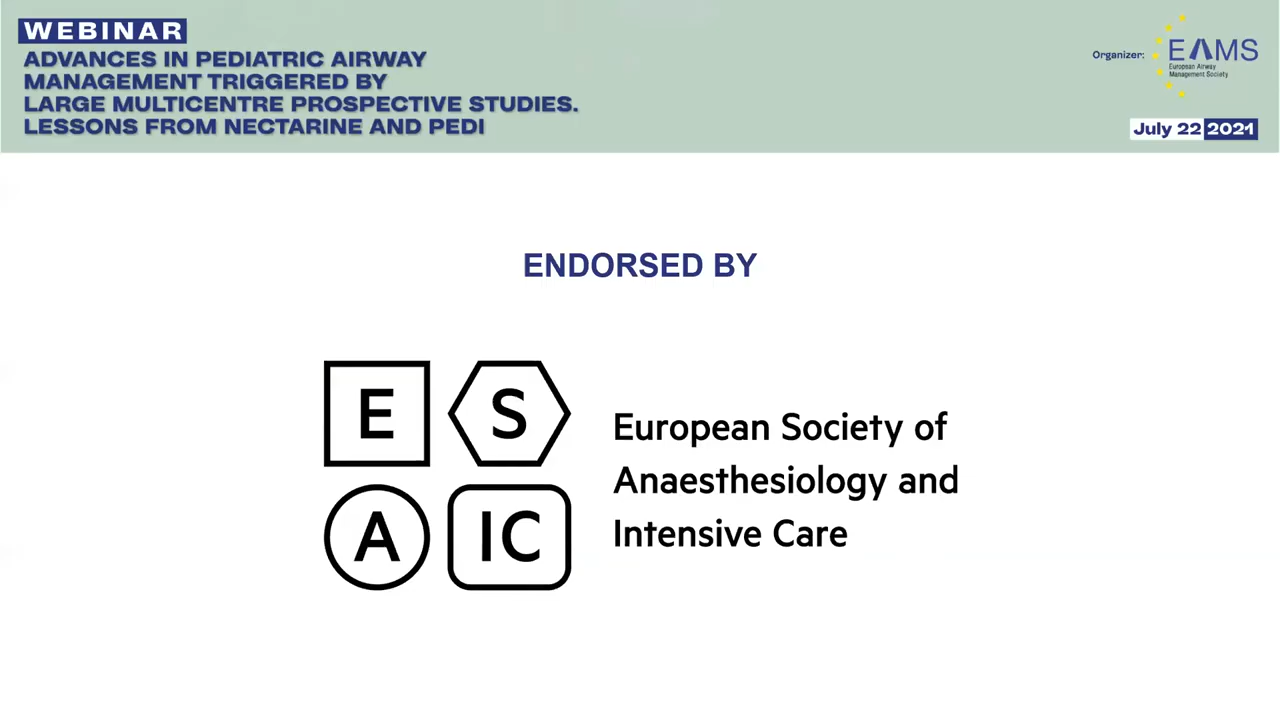 WEBINAR
ADVANCES IN PEDIATRIC AIRWAY
MANAGEMENT TRIGGERED BY
LARGE MULTICENTRE PROSPECTIVE STUDIES.
LESSONS FROM NECTARINE AND PEDI
Organizer:
EAMS
European Airway
Management Society
July 22 2021
ENDORSED BY
E S
A IC
European Society of
Anaesthesiology and
Intensive Care